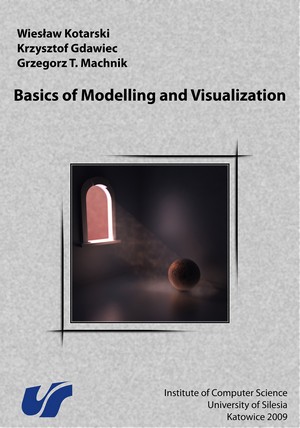 Wiesław Kotarski
Krzysztof Gdawiec
Grzegorz T. Machnik
Basics of Modelling and Visualization
Institute of Computer Science
University of Silesia
Katowice 2009